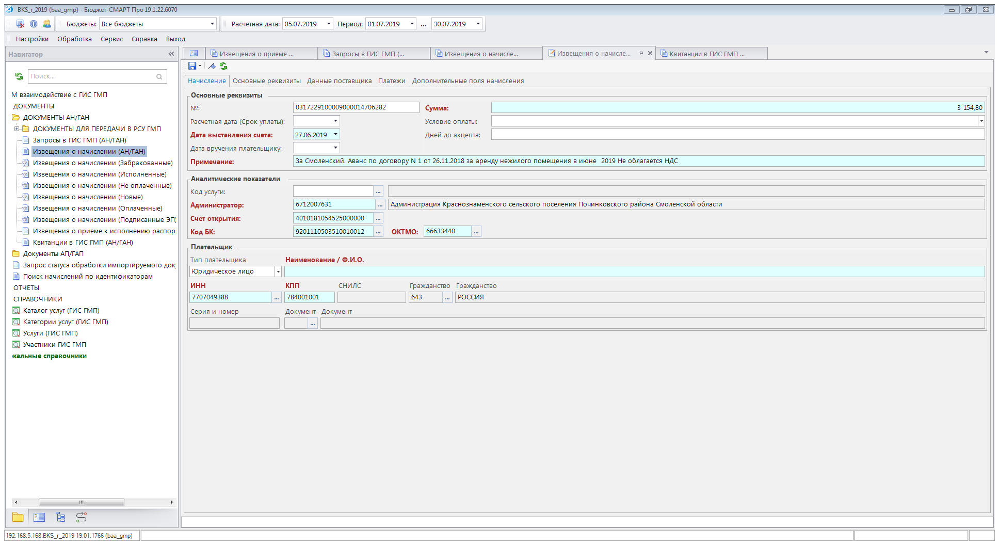 BKS_r_2019 (baa_gmp) - Бюджет-СМАРТ Про 19.1.22.6070
Бюджеты: Все бюджеты Расчетная дата: 05.07.2019 Период: 01.07.2019 ... 30.07.2019
Настройки Обработка Сервис Справка Выход
Навигатор
Поиск...
М взаимодействие с ГИС ГМП
ДОКУМЕНТЫ
ДОКУМЕНТЫ АН/ГАН
ДОКУМЕНТЫ ДЛЯ ПЕРЕДАЧИ В РСУ ГМП
Запросы в ГИС ГМП (АН/ГАН)
Извещения о начислении (АН/ГАН)
Извещения о начислении (Забракованные)
Извещения о начислении (Исполненные)
Извещения о начислении (Не оплаченные)
Извещения о начислении (Новые)
Извещения о начислении (Оплаченные)
Извещения о начислении (Подписанные ЭП)
Извещения о приеме к исполнению распор
Квитанции в ГИС ГМП (АН/ГАН)
Документы АП/ГАП
Запрос статуса обработки импортируемого док
Поиск начислений по идентификаторам
ОТЧЕТЫ
СПРАВОЧНИКИ
Каталог услуг (ГИС ГМП)
Категории услуг (ГИС ГМП)
Услуги (ГИС ГМП)
Участники ГИС ГМП
кальные справочники
Извещения о приеме ... Запросы в ГИС ГМП (... Извещения о начисле... Извещения о начисле... Квитанции в ГИС ГМП ...
Начисление Основные реквизиты Данные поставщика Платежи Дополнительные поля начисления
Основные реквизиты
№: 0317229100009000014706282 Сумма: 3 154,80
Расчетная дата (Срок уплаты): Условие оплаты:
Дата выставления счета: 27.06.2019 Дней до акцепта:
Дата вручения плательщику:
Примечание: За Смоленский. Аванс по договору N 1 от 26.11.2018 за аренду нежилого помещения в июне 2019 Не облагается НДС
Аналитические показатели
Код услуги: ...
Администратор: 6712007631 ... Администрация Краснознаменского сельского поселения Починковского района Смоленской области
Счет открытия: 4010181054525000000 ...
Код БК: 9201110503510010012 ... ОКТМО: 66633440 ...
Плательщик
Тип плательщика Наименование / Ф.И.О.
Юридическое лицо
ИНН КПП СНИЛС Гражданство Гражданство
7707049388 ... 784001001 643 ... РОССИЯ
Серия и номер Документ Документ
...
192.168.5.168.BKS_r_2019 19.01.1766 (baa_gmp)